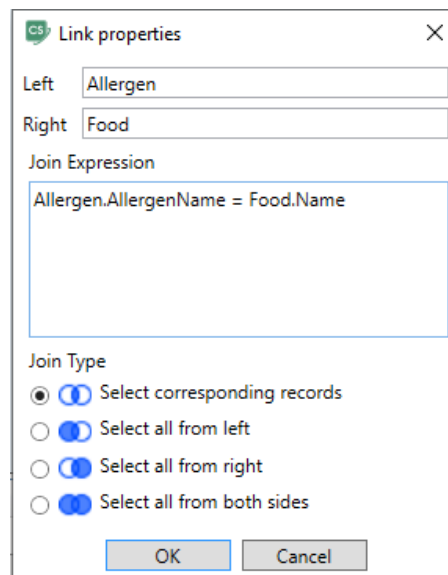 CS Link properties
Left Allergen
Right Food
Join Expression
Allergen.AllergenName = Food.Name
Join Type
Select corresponding records
Select all from left
Select all from right
Select all from both sides
OK Cancel